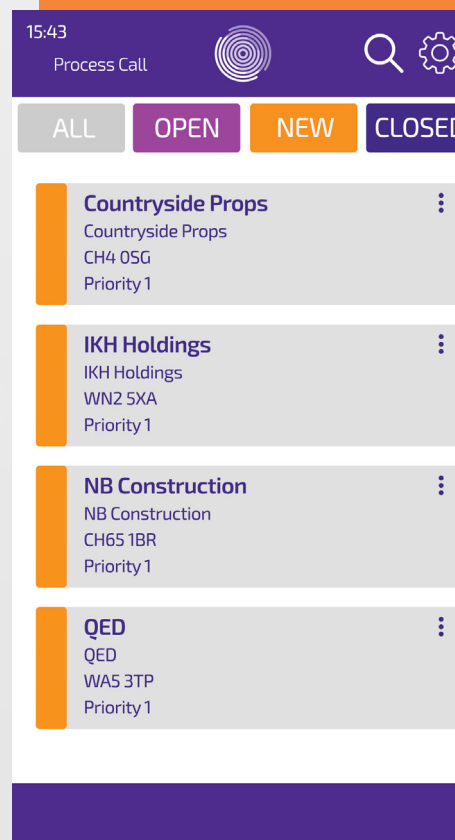 15:43
Process Call
ALL OPEN NEW CLOSED
Countryside Props
Countryside Props
CH4 0SG
Priority 1
IKH Holdings
IKH Holdings
WN2 5XA
Priority 1
NB Construction
NB Construction
CH65 1BR
Priority 1
QED
QED
WA5 3TP
Priority 1